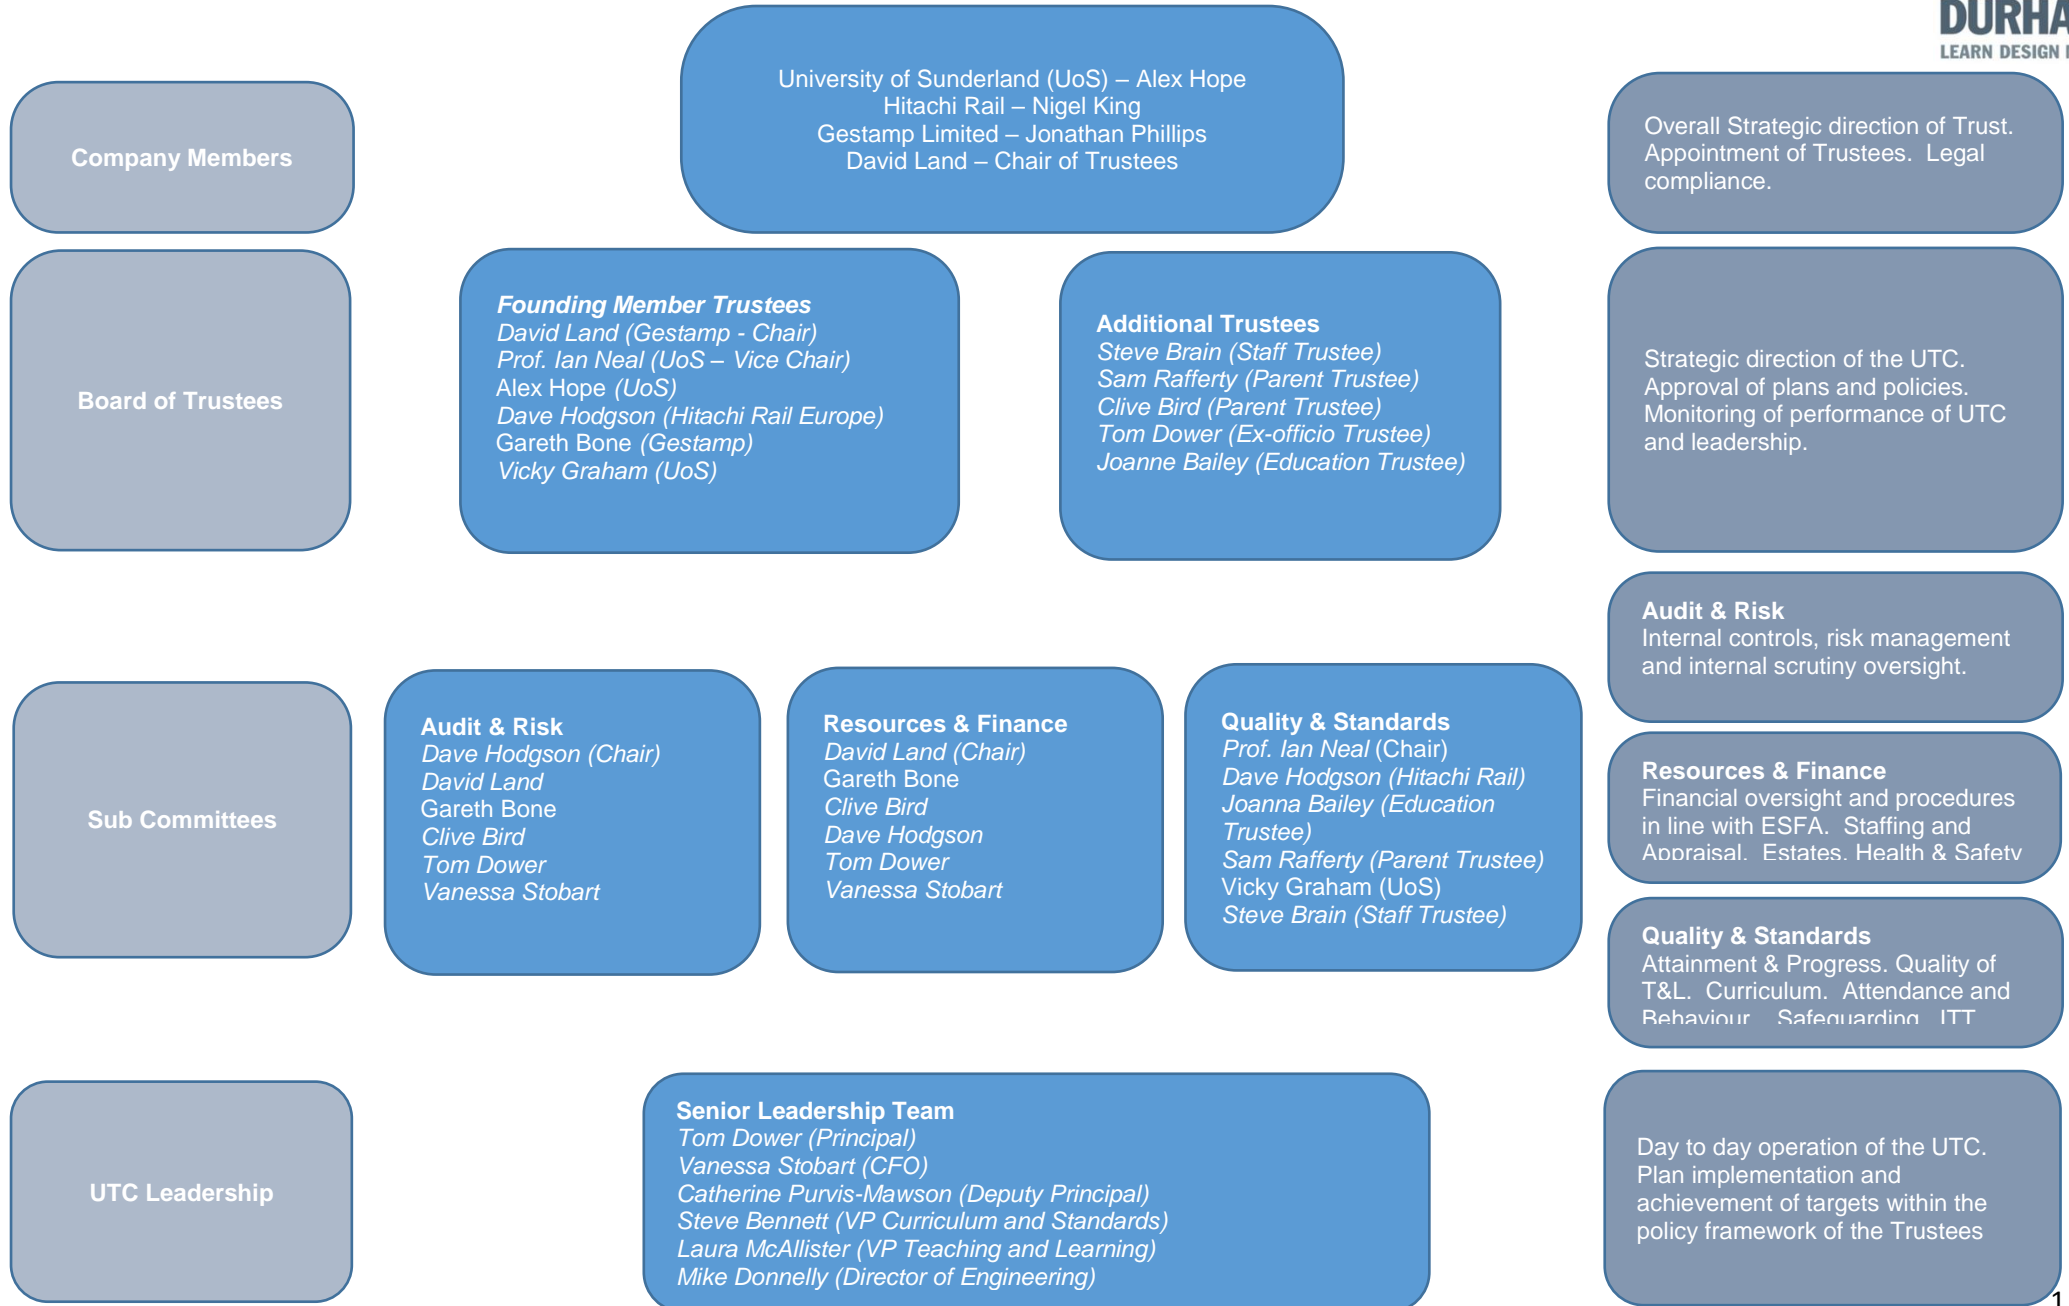 DURHA
LEARN DESIGN
Company Members
University of Sunderland (UoS) – Alex Hope
Hitachi Rail – Nigel King
Gestamp Limited – Jonathan Phillips
David Land – Chair of Trustees
Overall Strategic direction of Trust.
Appointment of Trustees.  Legal
compliance.
Board of Trustees
Founding Member Trustees
David Land (Gestamp - Chair)
Prof. Ian Neal (UoS – Vice Chair)
Alex Hope (UoS)
Dave Hodgson (Hitachi Rail Europe)
Gareth Bone (Gestamp)
Vicky Graham (UoS)
Additional Trustees
Steve Brain (Staff Trustee)
Sam Rafferty (Parent Trustee)
Clive Bird (Parent Trustee)
Tom Dower (Ex-officio Trustee)
Joanne Bailey (Education Trustee)
Strategic direction of the UTC.
Approval of plans and policies.
Monitoring of performance of UTC
and leadership.
Sub Committees
Audit & Risk
Dave Hodgson (Chair)
David Land
Gareth Bone
Clive Bird
Tom Dower
Vanessa Stobart
Resources & Finance
David Land (Chair)
Gareth Bone
Clive Bird
Dave Hodgson
Tom Dower
Vanessa Stobart
Quality & Standards
Prof. Ian Neal (Chair)
Dave Hodgson (Hitachi Rail)
Joanna Bailey (Education
Trustee)
Sam Rafferty (Parent Trustee)
Vicky Graham (UoS)
Steve Brain (Staff Trustee)
Audit & Risk
Internal controls, risk management
and internal scrutiny oversight.
Resources & Finance
Financial oversight and procedures
in line with ESFA.  Staffing and
Appraisal.  Estates. Health & Safety
Quality & Standards
Attainment & Progress. Quality of
T&L.  Curriculum.  Attendance and
Behaviour.   Safeguarding.  ITT
UTC Leadership
Senior Leadership Team
Tom Dower (Principal)
Vanessa Stobart (CFO)
Catherine Purvis-Mawson (Deputy Principal)
Steve Bennett (VP Curriculum and Standards)
Laura McAllister (VP Teaching and Learning)
Mike Donnelly (Director of Engineering)
Day to day operation of the UTC.
Plan implementation and
achievement of targets within the
policy framework of the Trustees
1